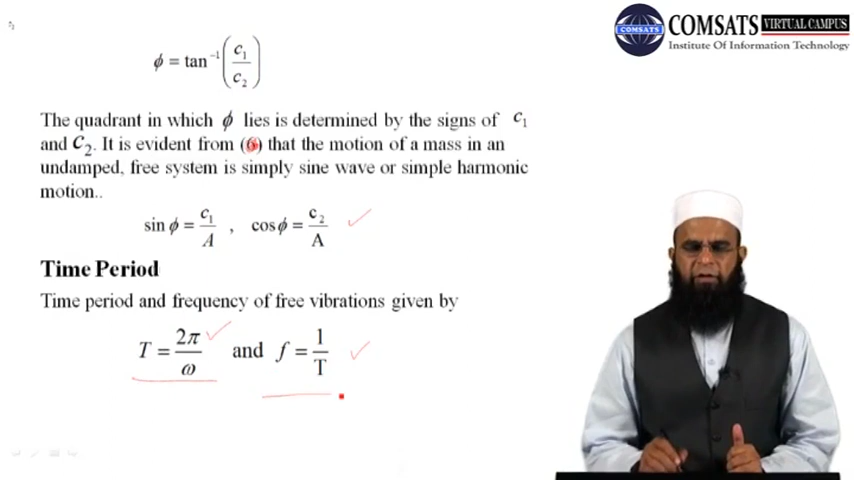 COMSATS VIRTUAL CAMPUS
COMSATS
Institute Of Information Technology
ϕ = tan⁻¹(c₁/c₂)
The quadrant in which ϕ lies is determined by the signs of c₁
and c₂. It is evident from (6) that the motion of a mass in an
undamped, free system is simply sine wave or simple harmonic
motion..
sin ϕ = c₁/A , cos ϕ = c₂/A
Time Period
Time period and frequency of free vibrations given by
T = 2π/ω and f = 1/T